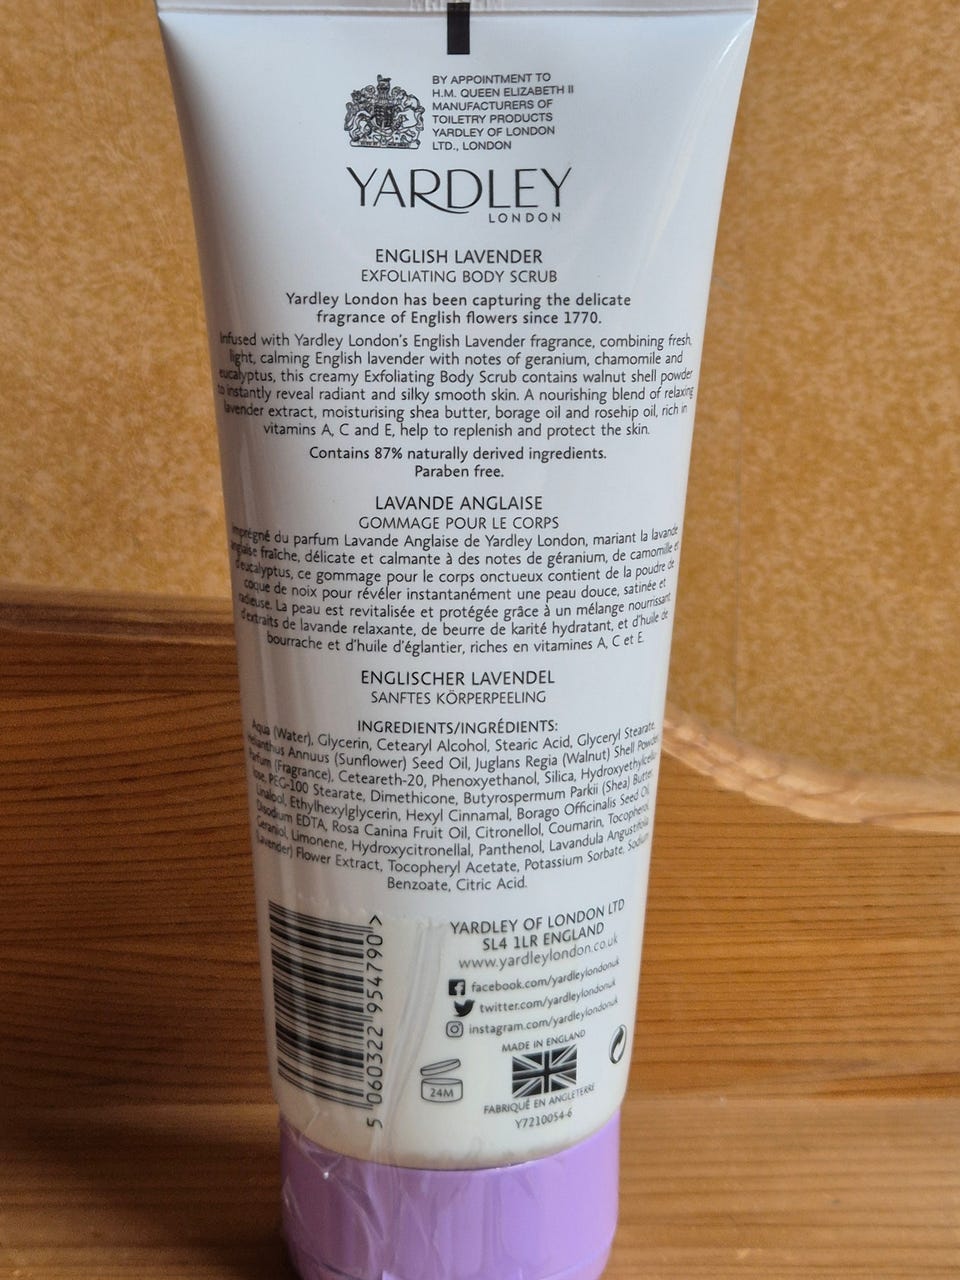 BY APPOINTMENT TO
H.M. QUEEN ELIZABETH II
MANUFACTURERS OF
TOILETRY PRODUCTS
YARDLEY OF LONDON
LTD., LONDON
YARDLEY
LONDON
ENGLISH LAVENDER
EXFOLIATING BODY SCRUB
Yardley London has been capturing the delicate
fragrance of English flowers since 1770.
Infused with Yardley London's English Lavender fragrance, combining fresh,
light, calming English lavender with notes of geranium, chamomile and
eucalyptus, this creamy Exfoliating Body Scrub contains walnut shell powder
to instantly reveal radiant and silky smooth skin. A nourishing blend of relaxing
lavender extract, moisturising shea butter, borage oil and rosehip oil, rich in
vitamins A, C and E, help to replenish and protect the skin.
Contains 87% naturally derived ingredients.
Paraben free.
LAVANDE ANGLAISE
GOMMAGE POUR LE CORPS
Imprégné du parfum Lavande Anglaise de Yardley London, mariant la lavande
anglaise fraîche, délicate et calmante à des notes de géranium, de camomille et
d'eucalyptus, ce gommage pour le corps onctueux contient de la poudre de
coque de noix pour révéler instantanément une peau douce, satinée et
radieuse. La peau est revitalisée et protégée grâce à un mélange nourrissant
d'extraits de lavande relaxante, de beurre de karité hydratant, et d'huile de
bourrache et d'huile d'églantier, riches en vitamines A, C et E.
ENGLISCHER LAVENDEL
SANFTES KÖRPERPEELING
INGREDIENTS/INGRÉDIENTS:
Aqua (Water), Glycerin, Cetearyl Alcohol, Stearic Acid, Glyceryl Stearate,
Helianthus Annuus (Sunflower) Seed Oil, Juglans Regia (Walnut) Shell Powder,
Parfum (Fragrance), Ceteareth-20, Phenoxyethanol, Silica, Hydroxyethylcellu-
lose, PEG-100 Stearate, Dimethicone, Butyrospermum Parkii (Shea) Butter,
Linalool, Ethylhexylglycerin, Hexyl Cinnamal, Borago Officinalis Seed Oil,
Disodium EDTA, Rosa Canina Fruit Oil, Citronellol, Coumarin, Tocopherol,
Geraniol, Limonene, Hydroxycitronellal, Panthenol, Lavandula Angustifolia
(Lavender) Flower Extract, Tocopheryl Acetate, Potassium Sorbate, Sodium
Benzoate, Citric Acid.
YARDLEY OF LONDON LTD
SL4 1LR ENGLAND
www.yardleylondon.co.uk
facebook.com/yardleylondonuk
twitter.com/yardleylondonuk
instagram.com/yardleylondonuk
MADE IN ENGLAND
FABRIQUÉ EN ANGLETERRE
Y7210054-6
24M
5 060322 954790 >